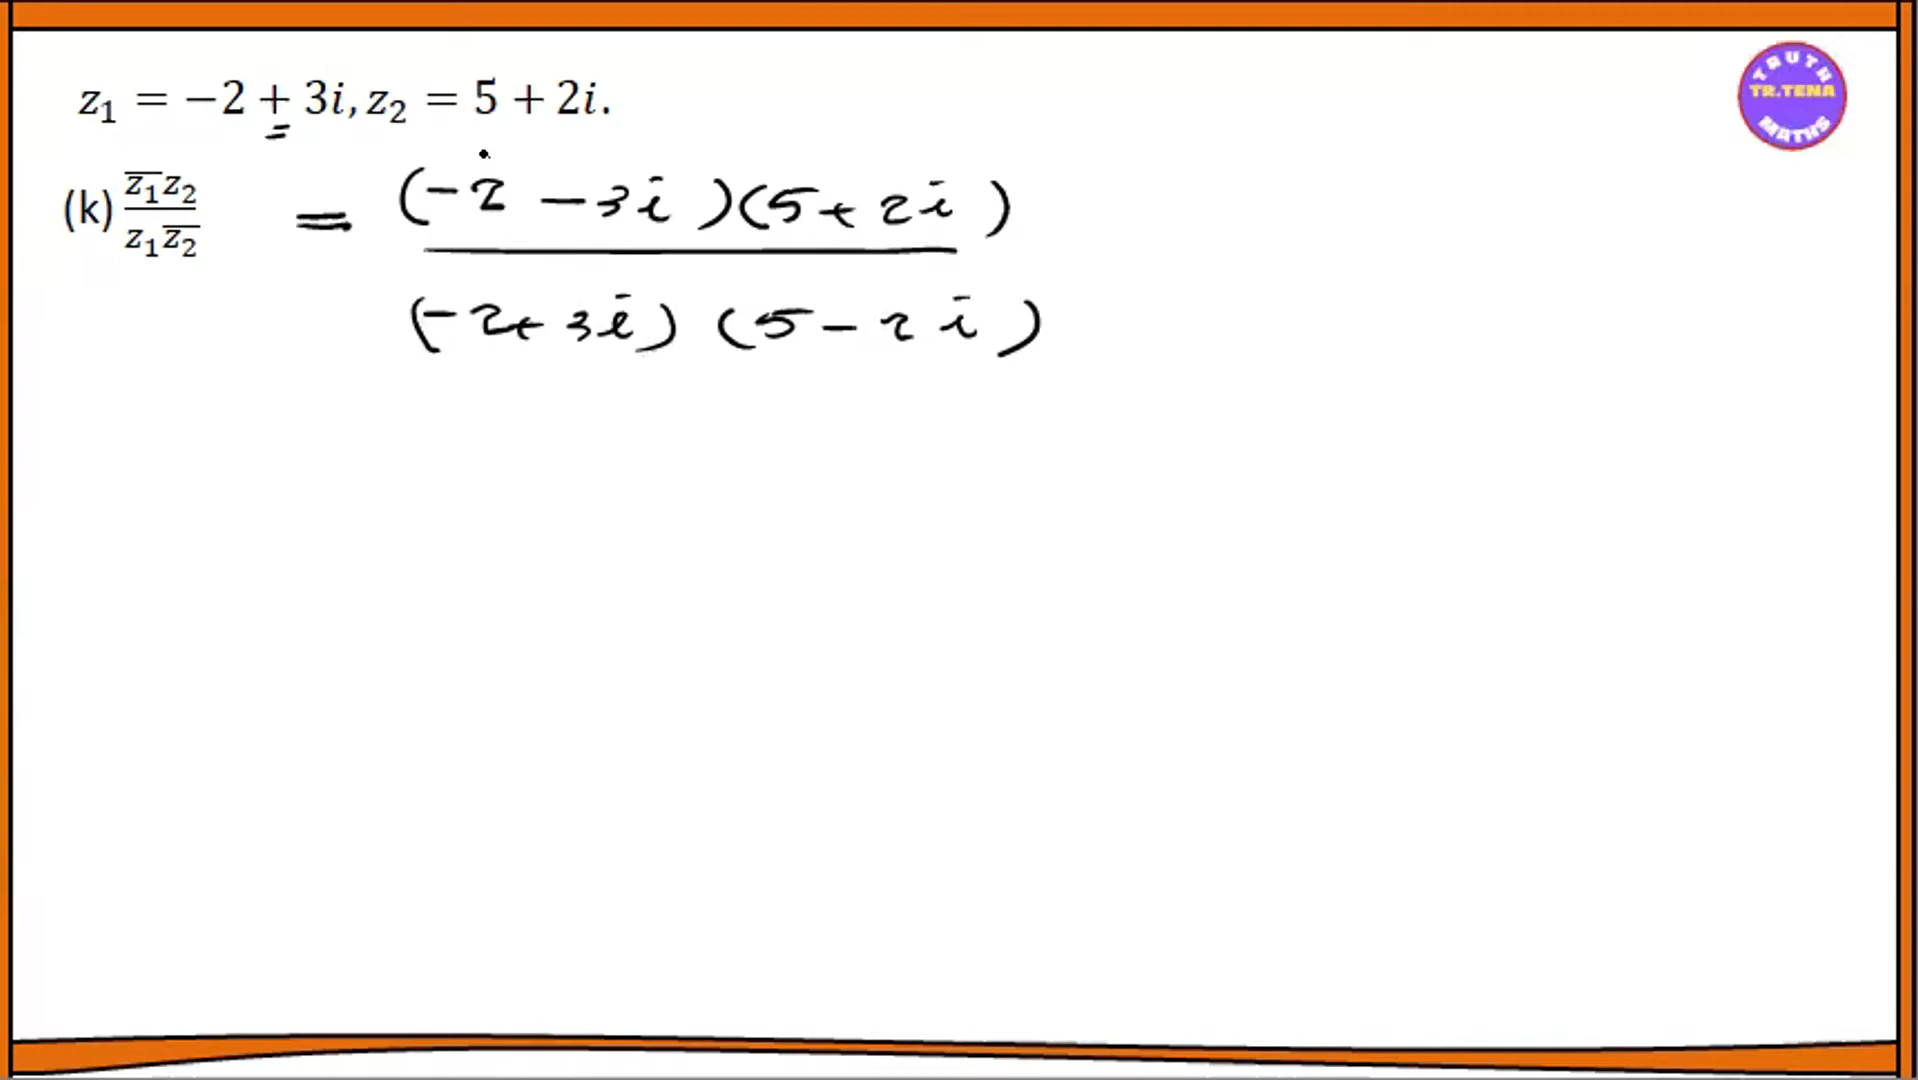 z₁ = −2 + 3i, z₂ = 5 + 2i.
TRUTH
TR.TENA
MATHS
(k) z̅₁z₂ / z₁z̅₂ = (-2 - 3i)(5 + 2i)
(-2 + 3i)(5 - 2i)